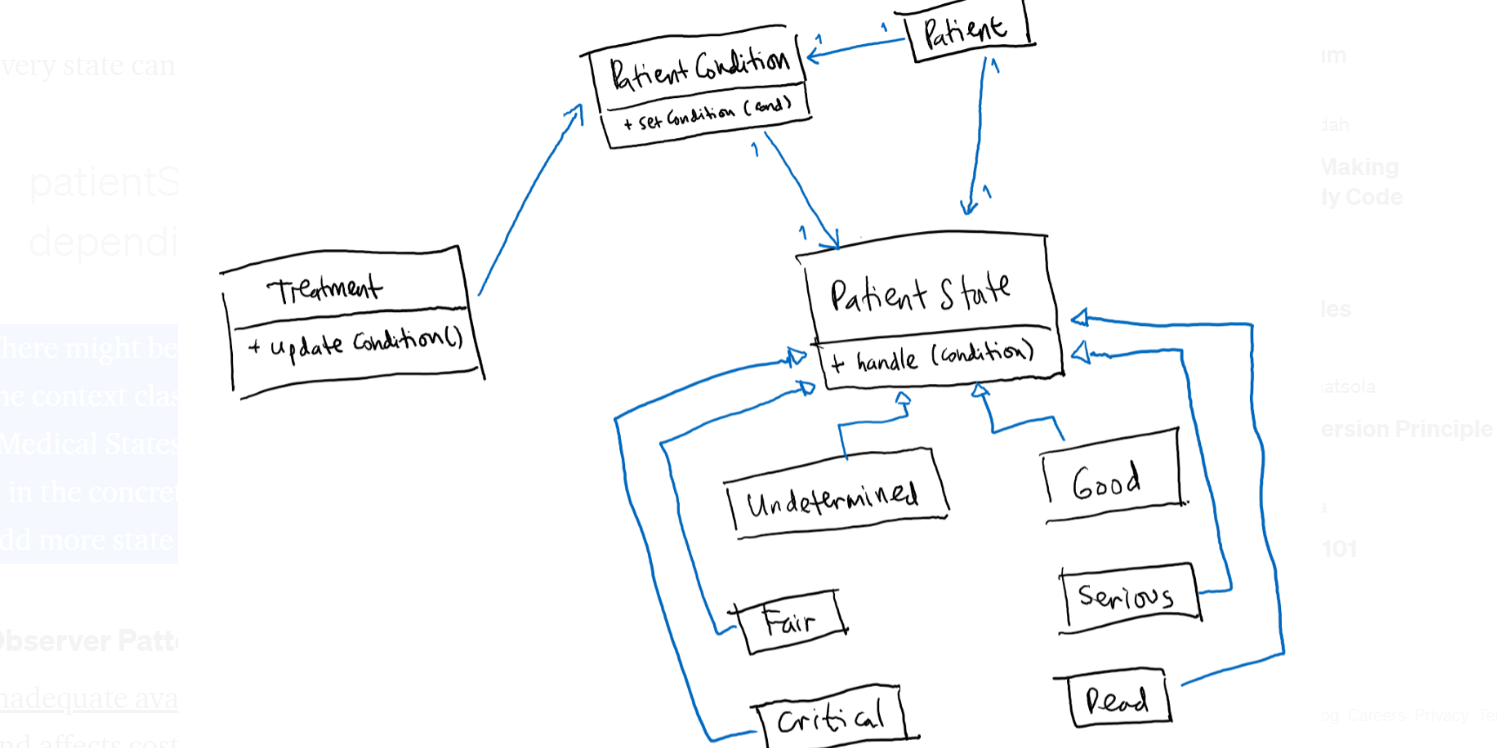 very state can
patientS
dependi
here might be
he context clas
Medical States
in the concret
dd more state
Observer Patte
nadequate ava
nd affects cost
Patient
1
1
1
1
Patient Condition
+ set Condition (cond)
1
1
Treatment
+ update Condition()
Patient State
+ handle (condition)
Undetermined
Good
Fair
Serious
Critical
Dead
um
dah
Making
ly Code
les
atsola
ersion Principle
a
101
og Careers Privacy Te